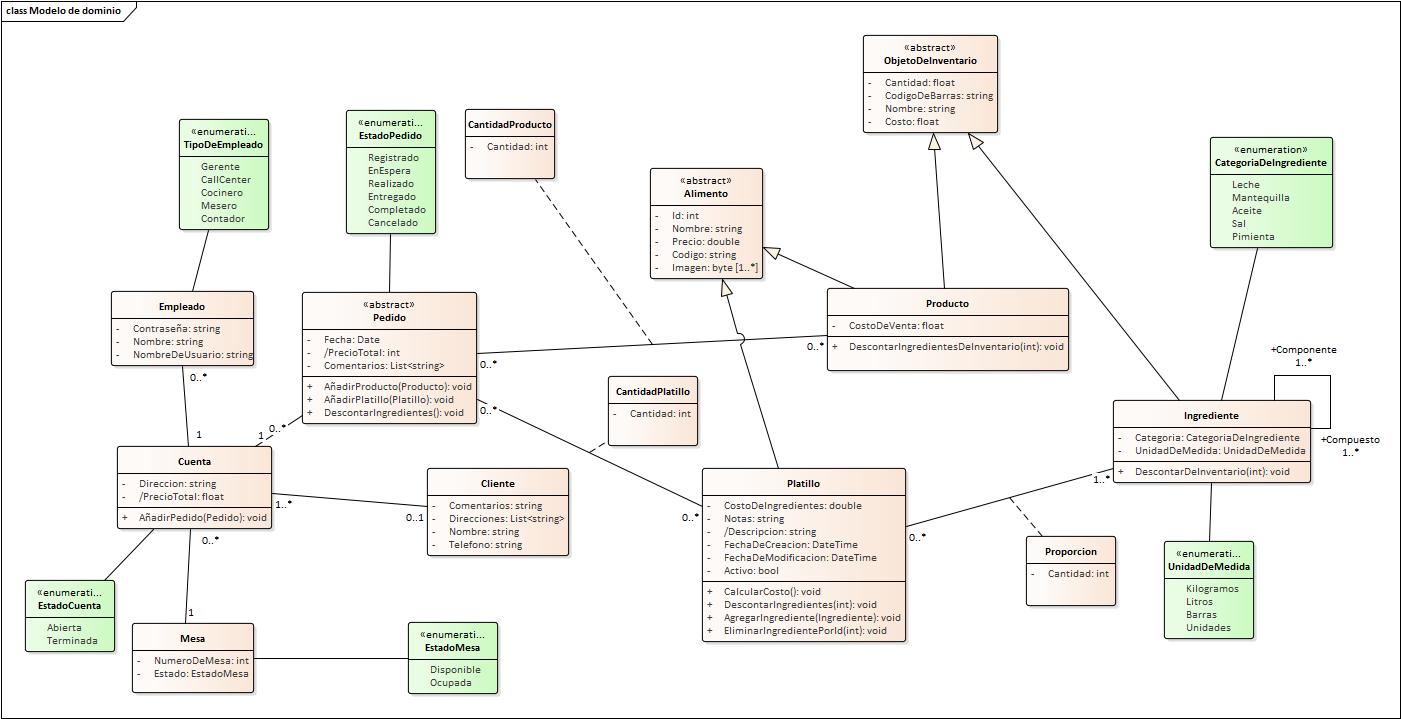 class Modelo de dominio
«abstract»
ObjetoDeInventario
- Cantidad: float
- CodigoDeBarras: string
- Nombre: string
- Costo: float
«enumerati...
TipoDeEmpleado
Gerente
CallCenter
Cocinero
Mesero
Contador
«enumerati...
EstadoPedido
Registrado
EnEspera
Realizado
Entregado
Completado
Cancelado
CantidadProducto
- Cantidad: int
«abstract»
Alimento
- Id: int
- Nombre: string
- Precio: double
- Codigo: string
- Imagen: byte [1..*]
«enumeration»
CategoriaDeIngrediente
Leche
Mantequilla
Aceite
Sal
Pimienta
Empleado
- Contraseña: string
- Nombre: string
- NombreDeUsuario: string
0..*
1
«abstract»
Pedido
- Fecha: Date
- /PrecioTotal: int
- Comentarios: List<string>
+ AñadirProducto(Producto): void
+ AñadirPlatillo(Platillo): void
+ DescontarIngredientes(): void
0..*
0..*
0..*
1
Producto
- CostoDeVenta: float
+ DescontarIngredientesDeInventario(int): void
0..*
CantidadPlatillo
- Cantidad: int
+Componente
1..*
Ingrediente
- Categoria: CategoriaDeIngrediente
- UnidadDeMedida: UnidadDeMedida
+ DescontarDeInventario(int): void
+Compuesto
1..*
1..*
Cuenta
- Direccion: string
- /PrecioTotal: float
+ AñadirPedido(Pedido): void
1..*
0..1
0..*
1
Cliente
- Comentarios: string
- Direcciones: List<string>
- Nombre: string
- Telefono: string
Platillo
- CostoDeIngredientes: double
- Notas: string
- /Descripcion: string
- FechaDeCreacion: DateTime
- FechaDeModificacion: DateTime
- Activo: bool
+ CalcularCosto(): void
+ DescontarIngredientes(int): void
+ AgregarIngrediente(Ingrediente): void
+ EliminarIngredientePorId(int): void
0..*
0..*
Proporcion
- Cantidad: int
«enumerati...
UnidadDeMedida
Kilogramos
Litros
Barras
Unidades
«enumerati...
EstadoCuenta
Abierta
Terminada
Mesa
- NumeroDeMesa: int
- Estado: EstadoMesa
«enumerati...
EstadoMesa
Disponible
Ocupada